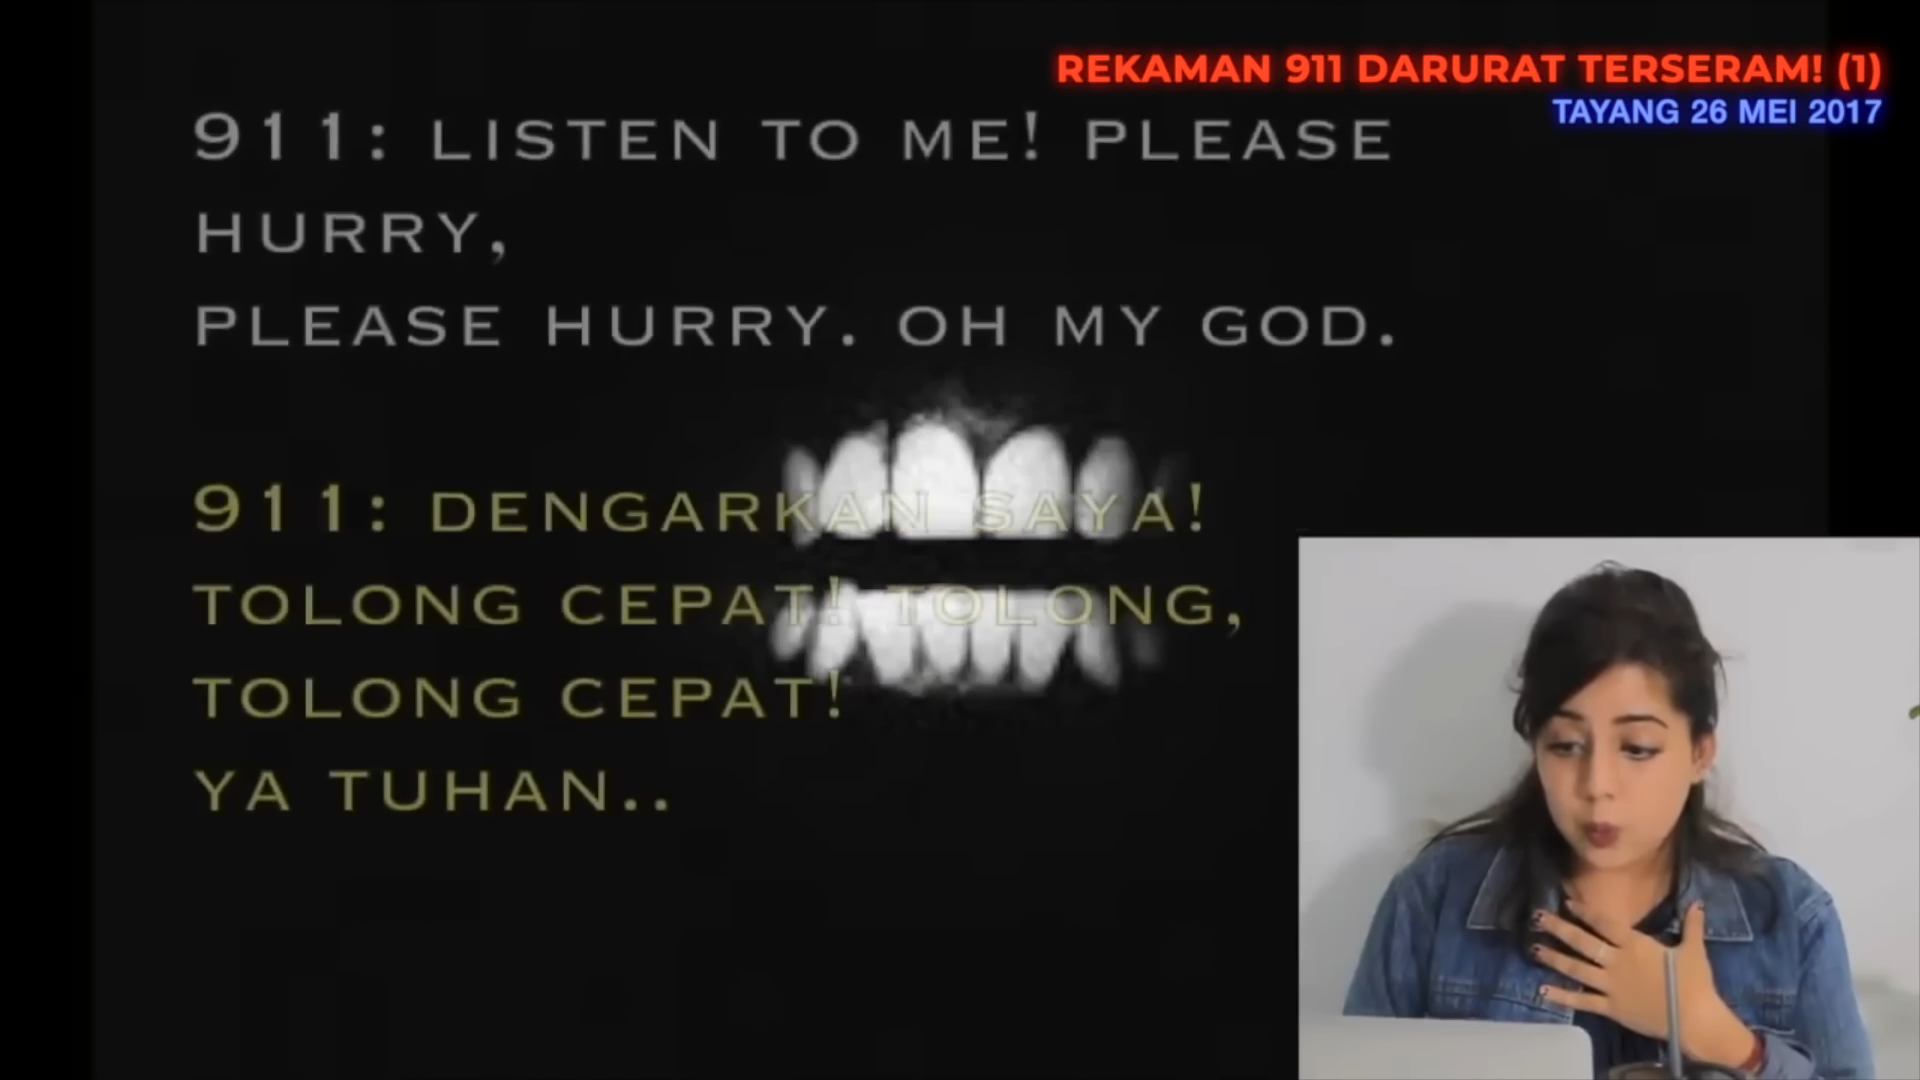 REKAMAN 911 DARURAT TERSERAM! (1)
TAYANG 26 MEI 2017
911: LISTEN TO ME! PLEASE
HURRY,
PLEASE HURRY. OH MY GOD.
911: DENGARKAN SAYA!
TOLONG CEPAT! TOLONG,
TOLONG CEPAT!
YA TUHAN..